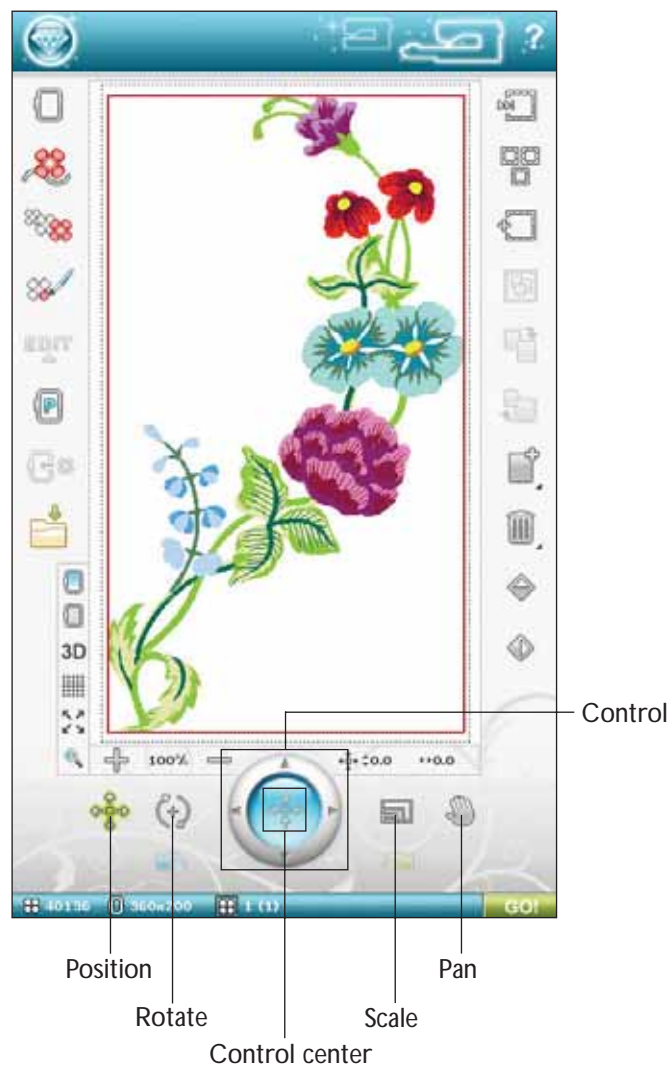 ?
EDIT
P
3D
Control
100%
0.0
0.0
40136
360x200
1 (1)
GO!
Position
Pan
Rotate
Scale
Control center